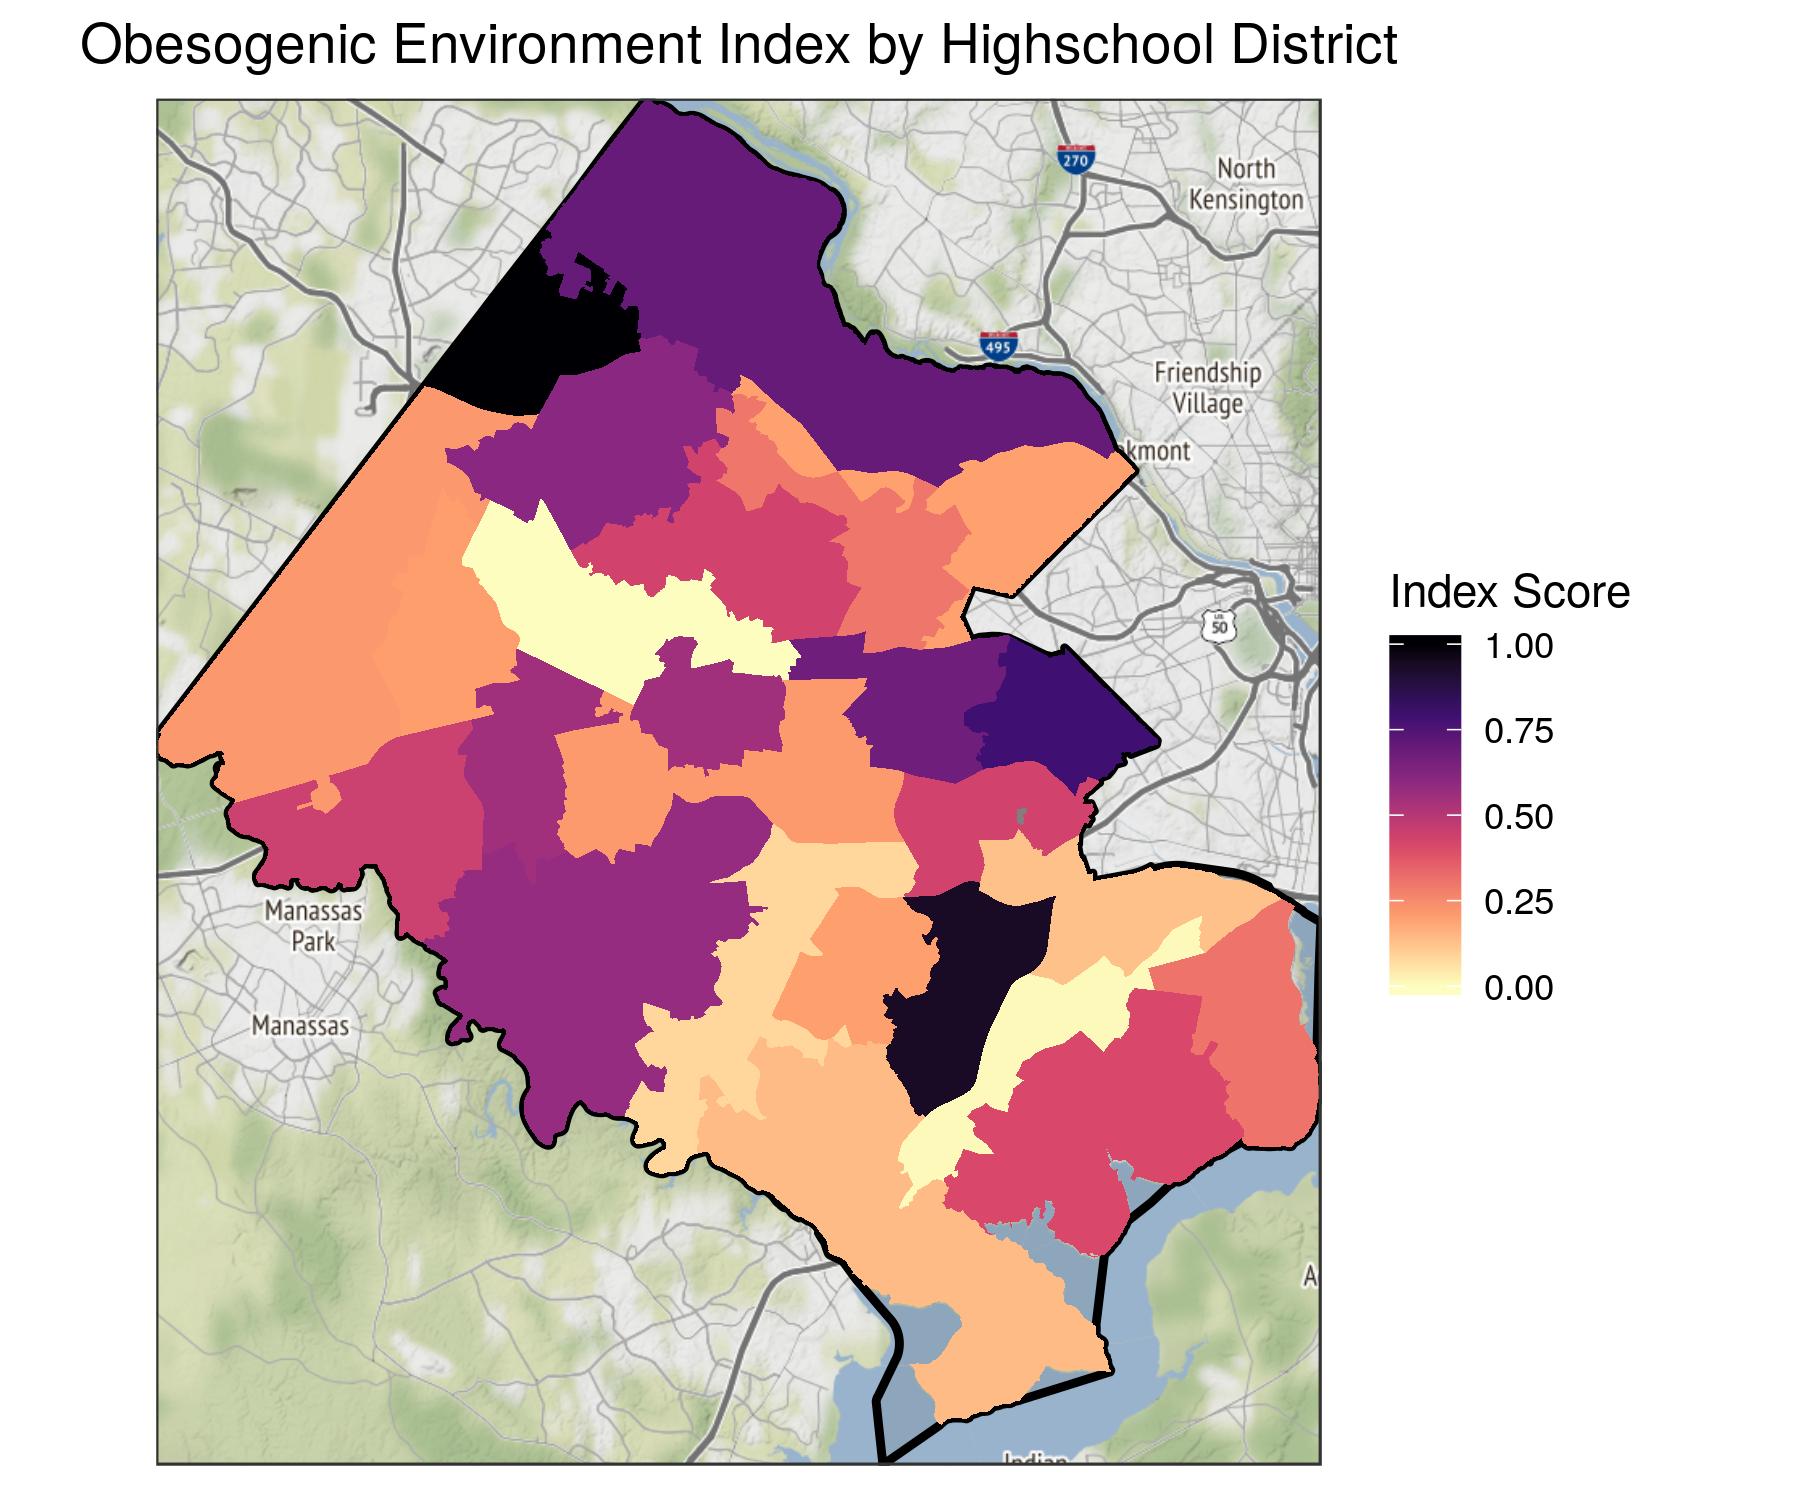 Obesogenic Environment Index by Highschool District
270
North
Kensington
495
Friendship
Village
kmont
50
Index Score
1.00
0.75
0.50
0.25
0.00
Manassas
Park
Manassas
A
Indian